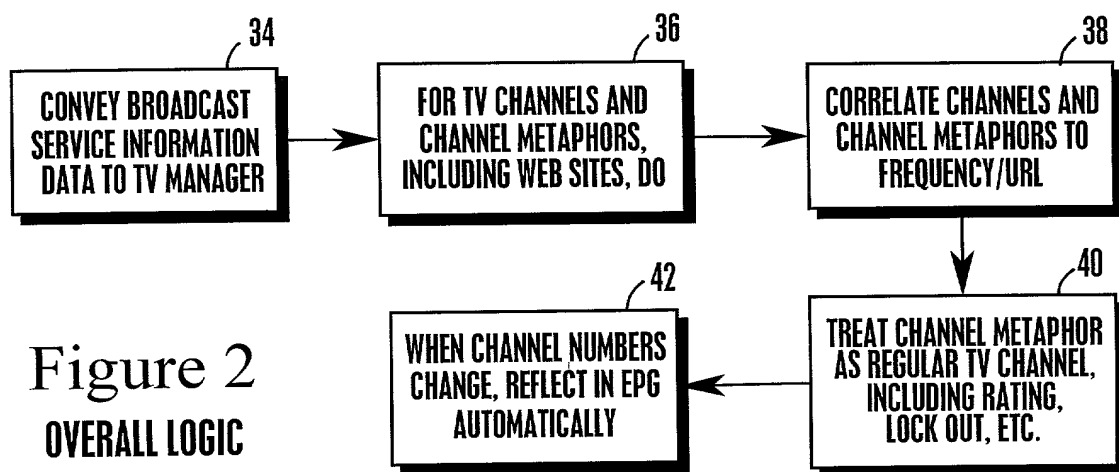 34
CONVEY BROADCAST
SERVICE INFORMATION
DATA TO TV MANAGER
36
FOR TV CHANNELS AND
CHANNEL METAPHORS,
INCLUDING WEB SITES, DO
38
CORRELATE CHANNELS AND
CHANNEL METAPHORS TO
FREQUENCY/URL
40
TREAT CHANNEL METAPHOR
AS REGULAR TV CHANNEL,
INCLUDING RATING,
LOCK OUT, ETC.
42
WHEN CHANNEL NUMBERS
CHANGE, REFLECT IN EPG
AUTOMATICALLY
Figure 2
OVERALL LOGIC